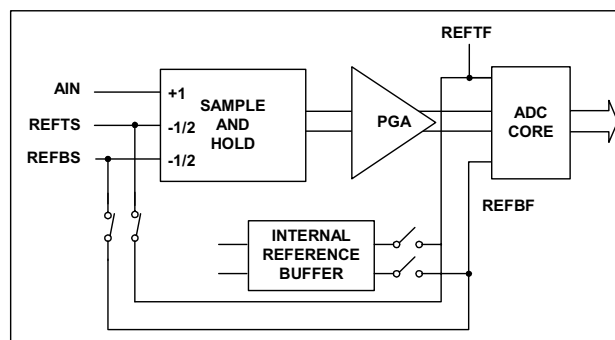 REFTF
AIN
+1
SAMPLE
AND
HOLD
REFTS
-1/2
REFBS
-1/2
PGA
ADC
CORE
REFBF
INTERNAL
REFERENCE
BUFFER